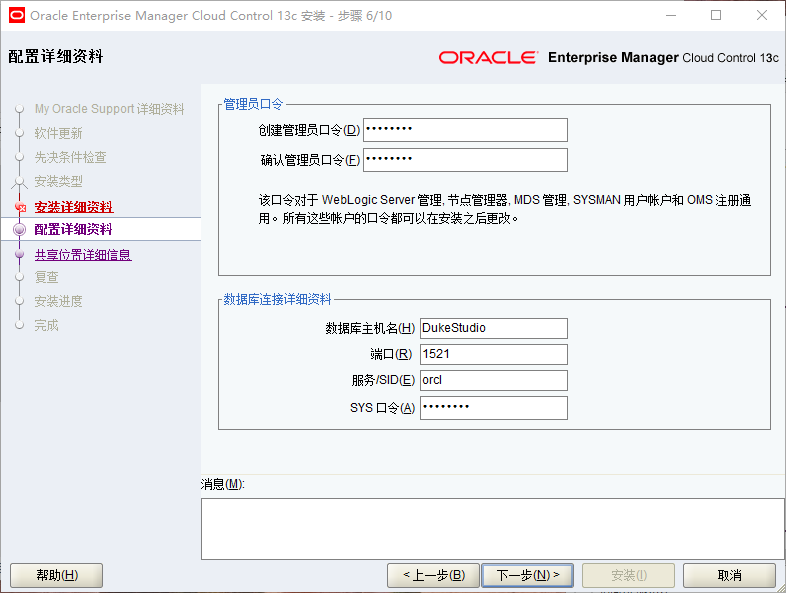 Oracle Enterprise Manager Cloud Control 13c 安装 - 步骤 6/10
配置详细资料
ORACLE Enterprise Manager Cloud Control 13c
My Oracle Support 详细资料
软件更新
先决条件检查
安装类型
安装详细资料
配置详细资料
共享位置详细信息
复查
安装进度
完成
管理员口令
创建管理员口令(D) ••••••••
确认管理员口令(F) ••••••••
该口令对于 WebLogic Server 管理, 节点管理器, MDS 管理, SYSMAN 用户帐户和 OMS 注册通
用。所有这些帐户的口令都可以在安装之后更改。
数据库连接详细资料
数据库主机名(H) DukeStudio
端口(R) 1521
服务/SID(E) orcl
SYS 口令(A) ••••••••
消息(M):
帮助(H)
< 上一步(B)
下一步(N) >
安装(I)
取消